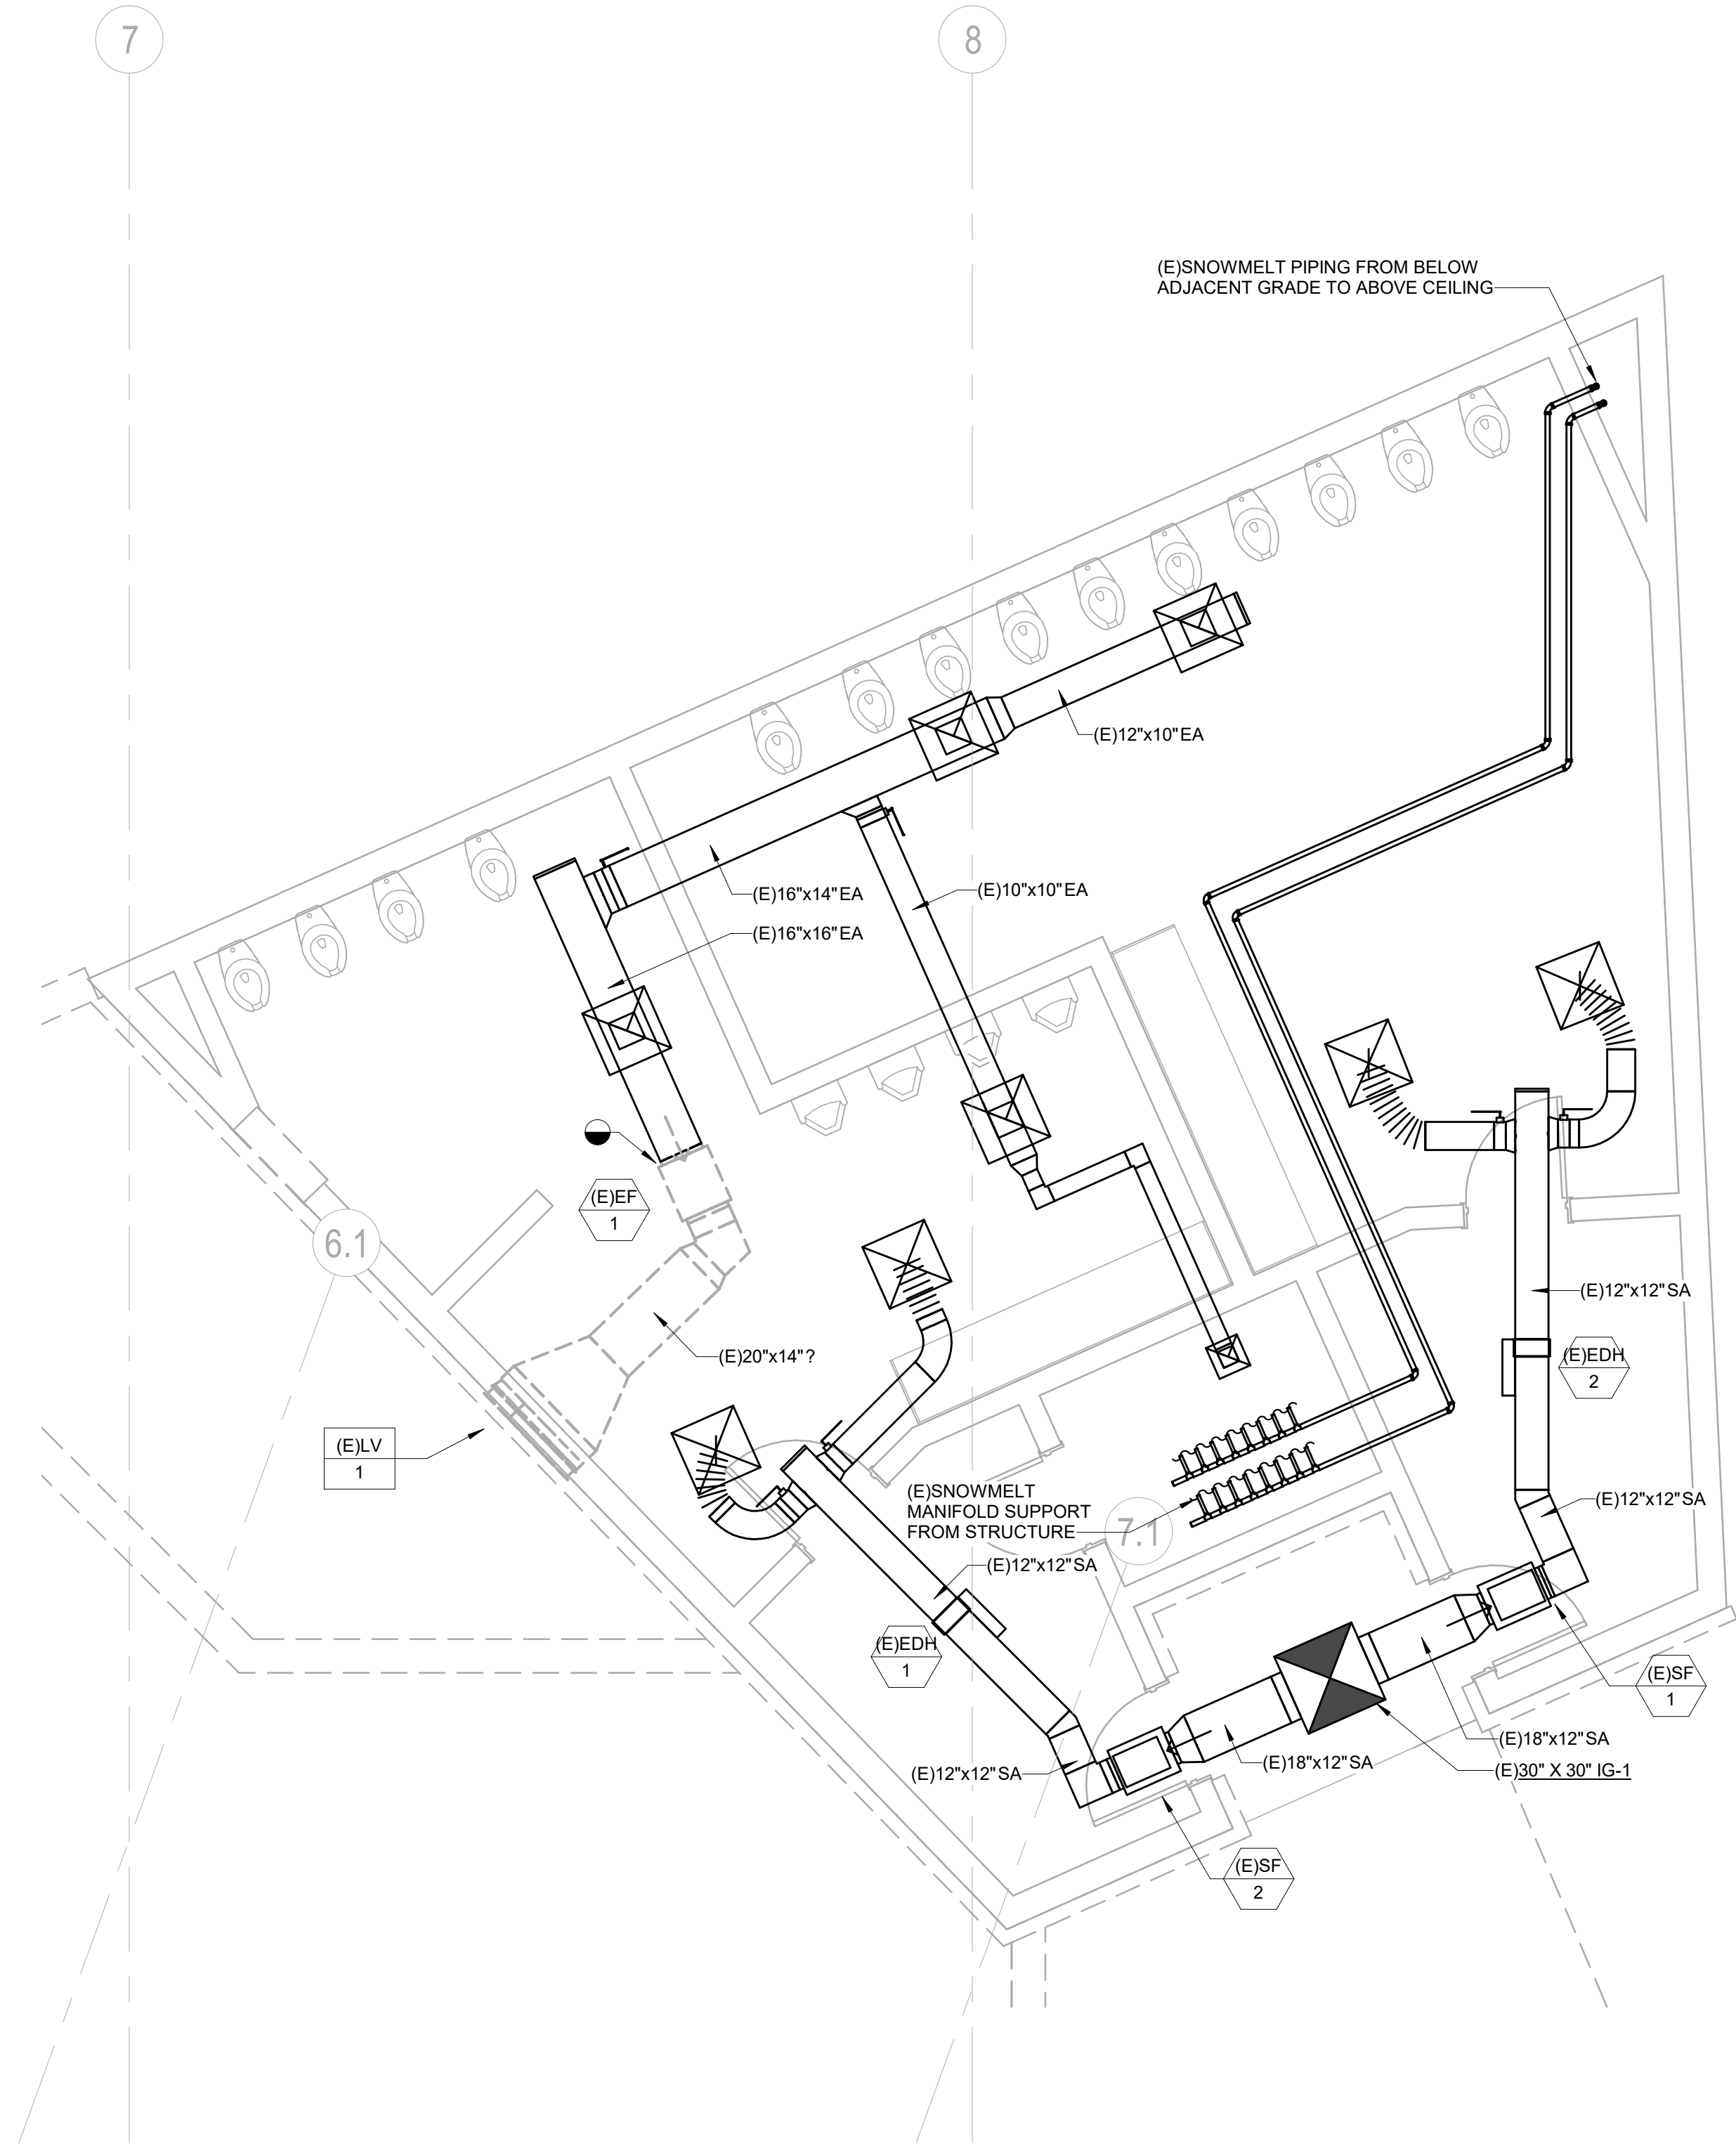 7
8
(E)SNOWMELT PIPING FROM BELOW
ADJACENT GRADE TO ABOVE CEILING
(E)12"x10"EA
(E)16"x14"EA
(E)10"x10"EA
(E)16"x16"EA
(E)EF
1
6.1
(E)12"x12"SA
(E)20"x14"?
(E)EDH
2
(E)LV
1
(E)SNOWMELT
MANIFOLD SUPPORT
FROM STRUCTURE
7.1
(E)12"x12"SA
(E)12"x12"SA
(E)EDH
1
(E)SF
1
(E)18"x12"SA
(E)18"x12"SA
(E)12"x12"SA
(E)30" X 30" IG-1
(E)SF
2